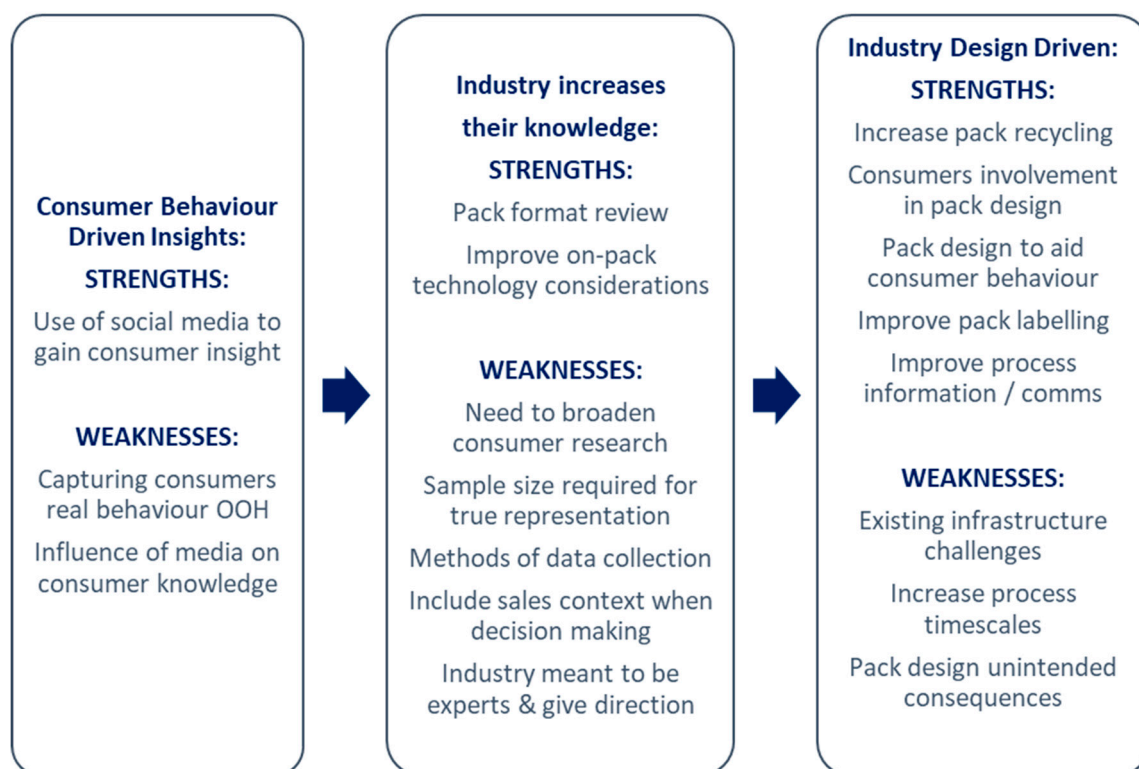 Consumer Behaviour
Driven Insights:
STRENGTHS:
Use of social media to
gain consumer insight
WEAKNESSES:
Capturing consumers
real behaviour OOH
Influence of media on
consumer knowledge
Industry increases
their knowledge:
STRENGTHS:
Pack format review
Improve on-pack
technology considerations
WEAKNESSES:
Need to broaden
consumer research
Sample size required for
true representation
Methods of data collection
Include sales context when
decision making
Industry meant to be
experts & give direction
Industry Design Driven:
STRENGTHS:
Increase pack recycling
Consumers involvement
in pack design
Pack design to aid
consumer behaviour
Improve pack labelling
Improve process
information / comms
WEAKNESSES:
Existing infrastructure
challenges
Increase process
timescales
Pack design unintended
consequences